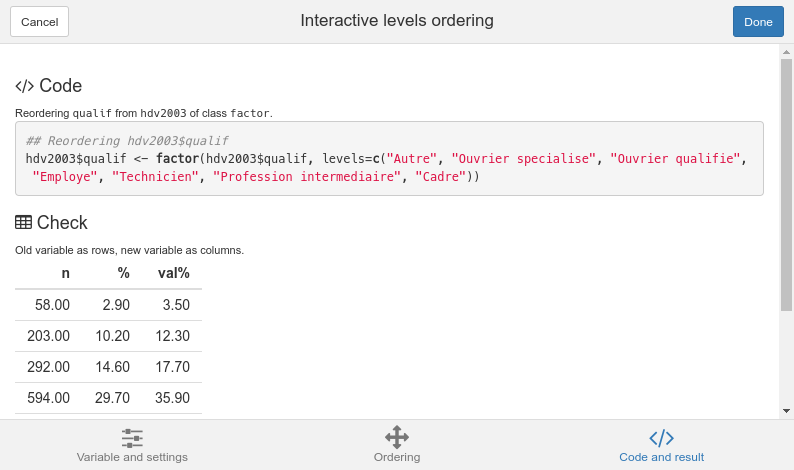 Cancel
Interactive levels ordering
Done
</> Code
Reordering qualif from hdv2003 of class factor.
## Reordering hdv2003$qualif
hdv2003$qualif <- factor(hdv2003$qualif, levels=c("Autre", "Ouvrier specialise", "Ouvrier qualifie",
"Employe", "Technicien", "Profession intermediaire", "Cadre"))
Check
Old variable as rows, new variable as columns.
n % val%
58.00 2.90 3.50
203.00 10.20 12.30
292.00 14.60 17.70
594.00 29.70 35.90
Variable and settings
Ordering
</>
Code and result